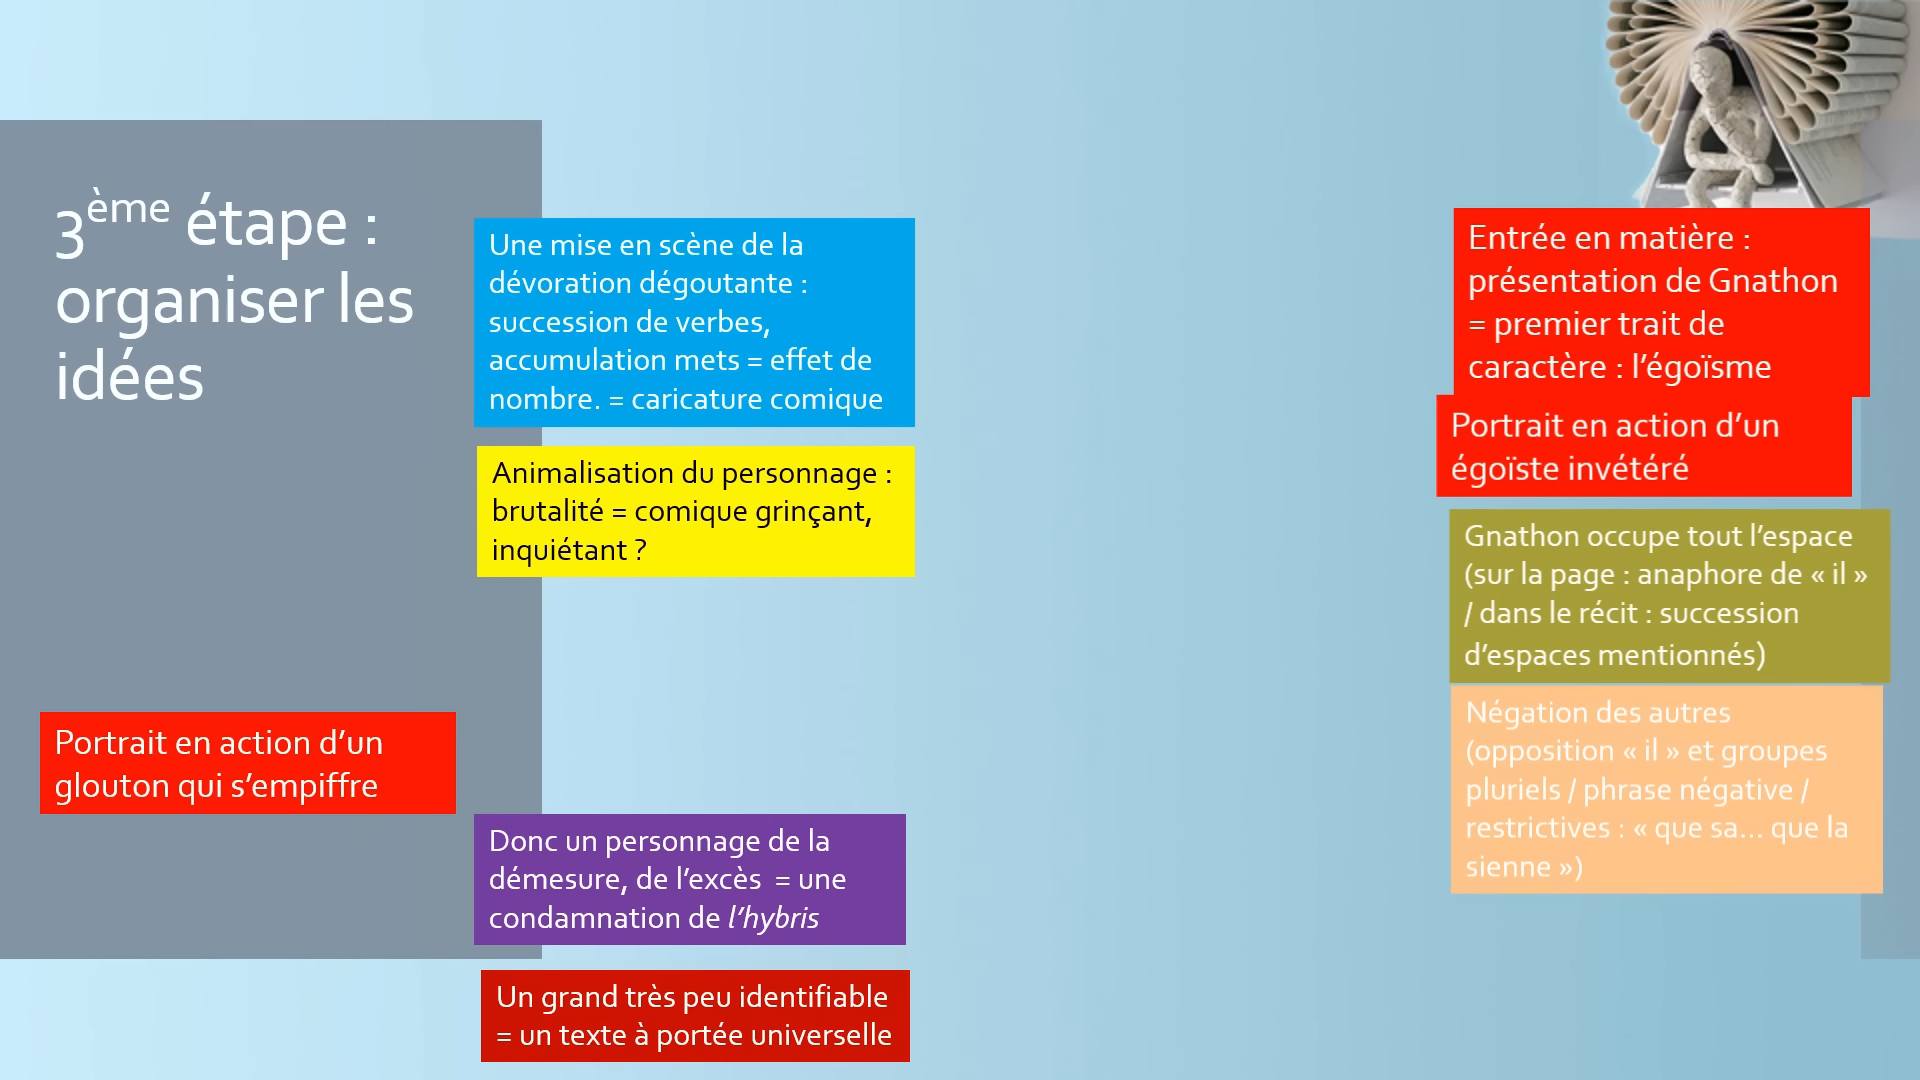 3ème étape :
organiser les
idées
Une mise en scène de la
dévoration dégoutante :
succession de verbes,
accumulation mets = effet de
nombre. = caricature comique
Animalisation du personnage :
brutalité = comique grinçant,
inquiétant ?
Portrait en action d’un
glouton qui s’empiffre
Donc un personnage de la
démesure, de l’excès = une
condamnation de l’hybris
Un grand très peu identifiable
= un texte à portée universelle
Entrée en matière :
présentation de Gnathon
= premier trait de
caractère : l’égoïsme
Portrait en action d’un
égoïste invétéré
Gnathon occupe tout l’espace
(sur la page : anaphore de « il »
/ dans le récit : succession
d’espaces mentionnés)
Négation des autres
(opposition « il » et groupes
pluriels / phrase négative /
restrictives : « que sa... que la
sienne »)